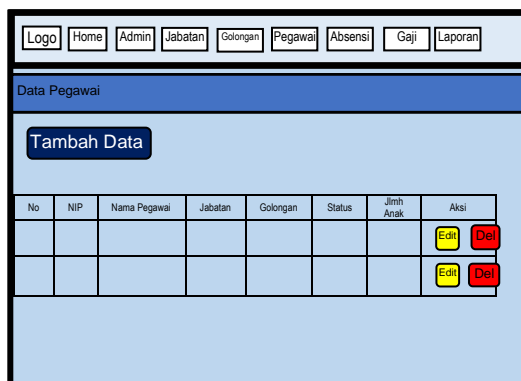 Logo Home Admin Jabatan Golongan Pegawai Absensi Gaji Laporan
Data Pegawai
Tambah Data
No NIP Nama Pegawai Jabatan Golongan Status Jlmh Anak Aksi
Edit Del
Edit Del